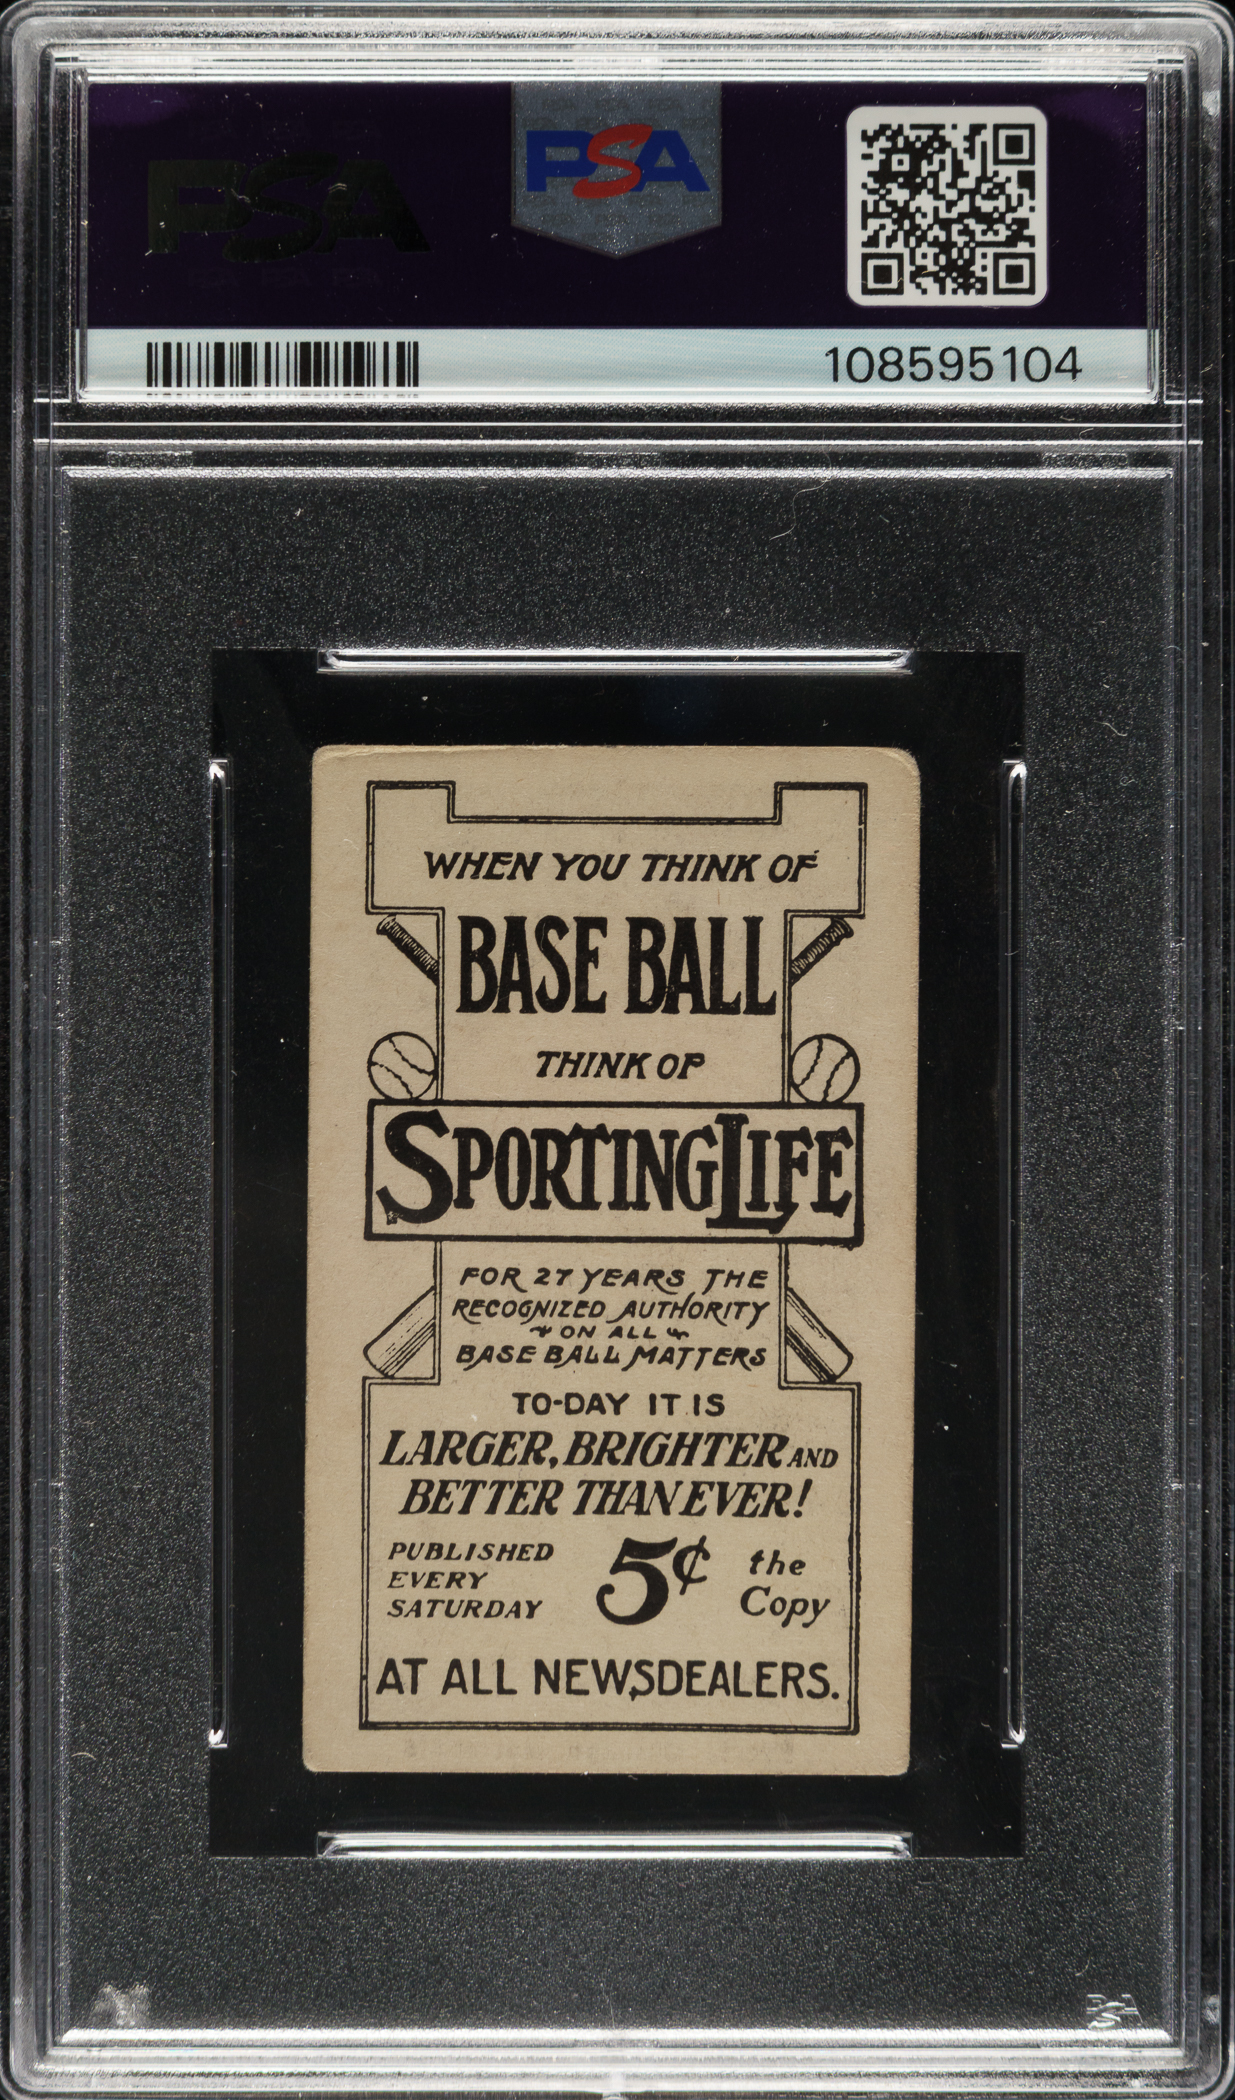 PSA
PSA
108595104
WHEN YOU THINK OF
BASE BALL
THINK OF
SPORTING LIFE
FOR 27 YEARS THE
RECOGNIZED AUTHORITY
ON ALL
BASE BALL MATTERS
TO-DAY IT IS
LARGER, BRIGHTER AND
BETTER THAN EVER!
PUBLISHED
EVERY
SATURDAY
5¢ the
Copy
AT ALL NEWSDEALERS.
PSA